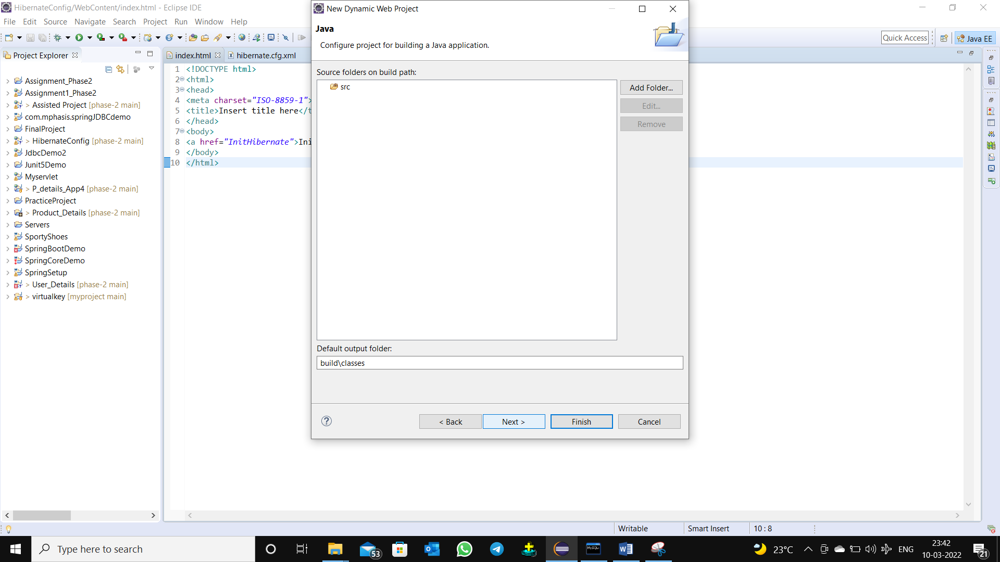 HibernateConfig/WebContent/index.html - Eclipse IDE
File Edit Source Navigate Search Project Run Window Help
Quick Access
Java EE
Project Explorer
Assignment_Phase2
Assignment1_Phase2
> Assisted Project [phase-2 main]
com.mphasis.springJDBCdemo
FinalProject
> HibernateConfig [phase-2 main]
JdbcDemo2
Junit5Demo
Myservlet
> P_details_App4 [phase-2 main]
PracticeProject
> Product_Details [phase-2 main]
Servers
SportyShoes
SpringBootDemo
SpringCoreDemo
SpringSetup
> User_Details [phase-2 main]
> virtualkey [myproject main]
index.html
hibernate.cfg.xml
1 <!DOCTYPE html>
2 <html>
3 <head>
4 <meta charset="ISO-8859-1">
5 <title>Insert title here</t
6 </head>
7 <body>
8 <a href="InitHibernate">Ini
9 </body>
10 </html>
New Dynamic Web Project
Java
Configure project for building a Java application.
Source folders on build path:
src
Add Folder...
Edit...
Remove
Default output folder:
build\classes
< Back
Next >
Finish
Cancel
Writable
Smart Insert
10 : 8
Type here to search
53
MySQL
23°C
ENG
23:42
10-03-2022
21